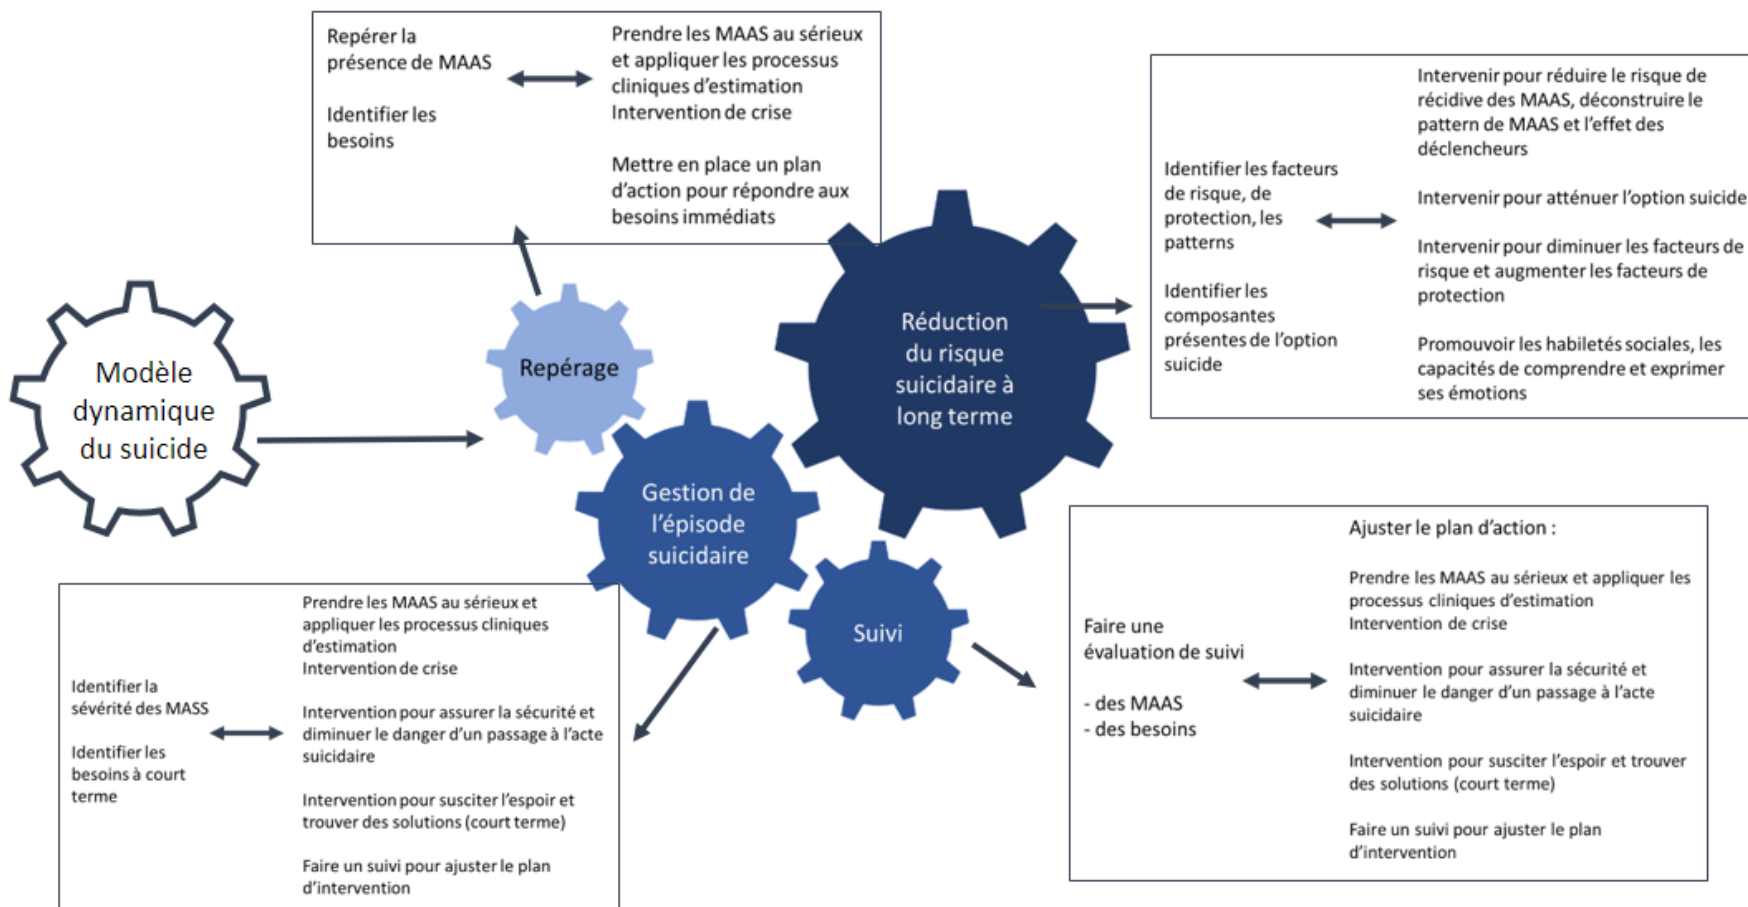 Repérer la
présence de MAAS
Identifier les
besoins
Prendre les MAAS au sérieux
et appliquer les processus
cliniques d'estimation
Intervention de crise
Mettre en place un plan
d'action pour répondre aux
besoins immédiats
Identifier les facteurs
de risque, de
protection, les
patterns
Identifier les
composantes
présentes de l'option
suicide
Intervenir pour réduire le risque de
récidive des MAAS, déconstruire le
pattern de MAAS et l'effet des
déclencheurs
Intervenir pour atténuer l'option suicide
Intervenir pour diminuer les facteurs de
risque et augmenter les facteurs de
protection
Promouvoir les habiletés sociales, les
capacités de comprendre et exprimer
ses émotions
Modèle
dynamique
du suicide
Repérage
Réduction
du risque
suicidaire à
long terme
Gestion de
l'épisode
suicidaire
Suivi
Identifier la
sévérité des MASS
Identifier les
besoins à court
terme
Prendre les MAAS au sérieux et
appliquer les processus cliniques
d'estimation
Intervention de crise
Intervention pour assurer la sécurité et
diminuer le danger d'un passage à l'acte
suicidaire
Intervention pour susciter l'espoir et
trouver des solutions (court terme)
Faire un suivi pour ajuster le plan
d'intervention
Faire une
évaluation de suivi
- des MAAS
- des besoins
Ajuster le plan d'action :
Prendre les MAAS au sérieux et appliquer les
processus cliniques d'estimation
Intervention de crise
Intervention pour assurer la sécurité et
diminuer le danger d'un passage à l'acte
suicidaire
Intervention pour susciter l'espoir et trouver
des solutions (court terme)
Faire un suivi pour ajuster le plan
d'intervention